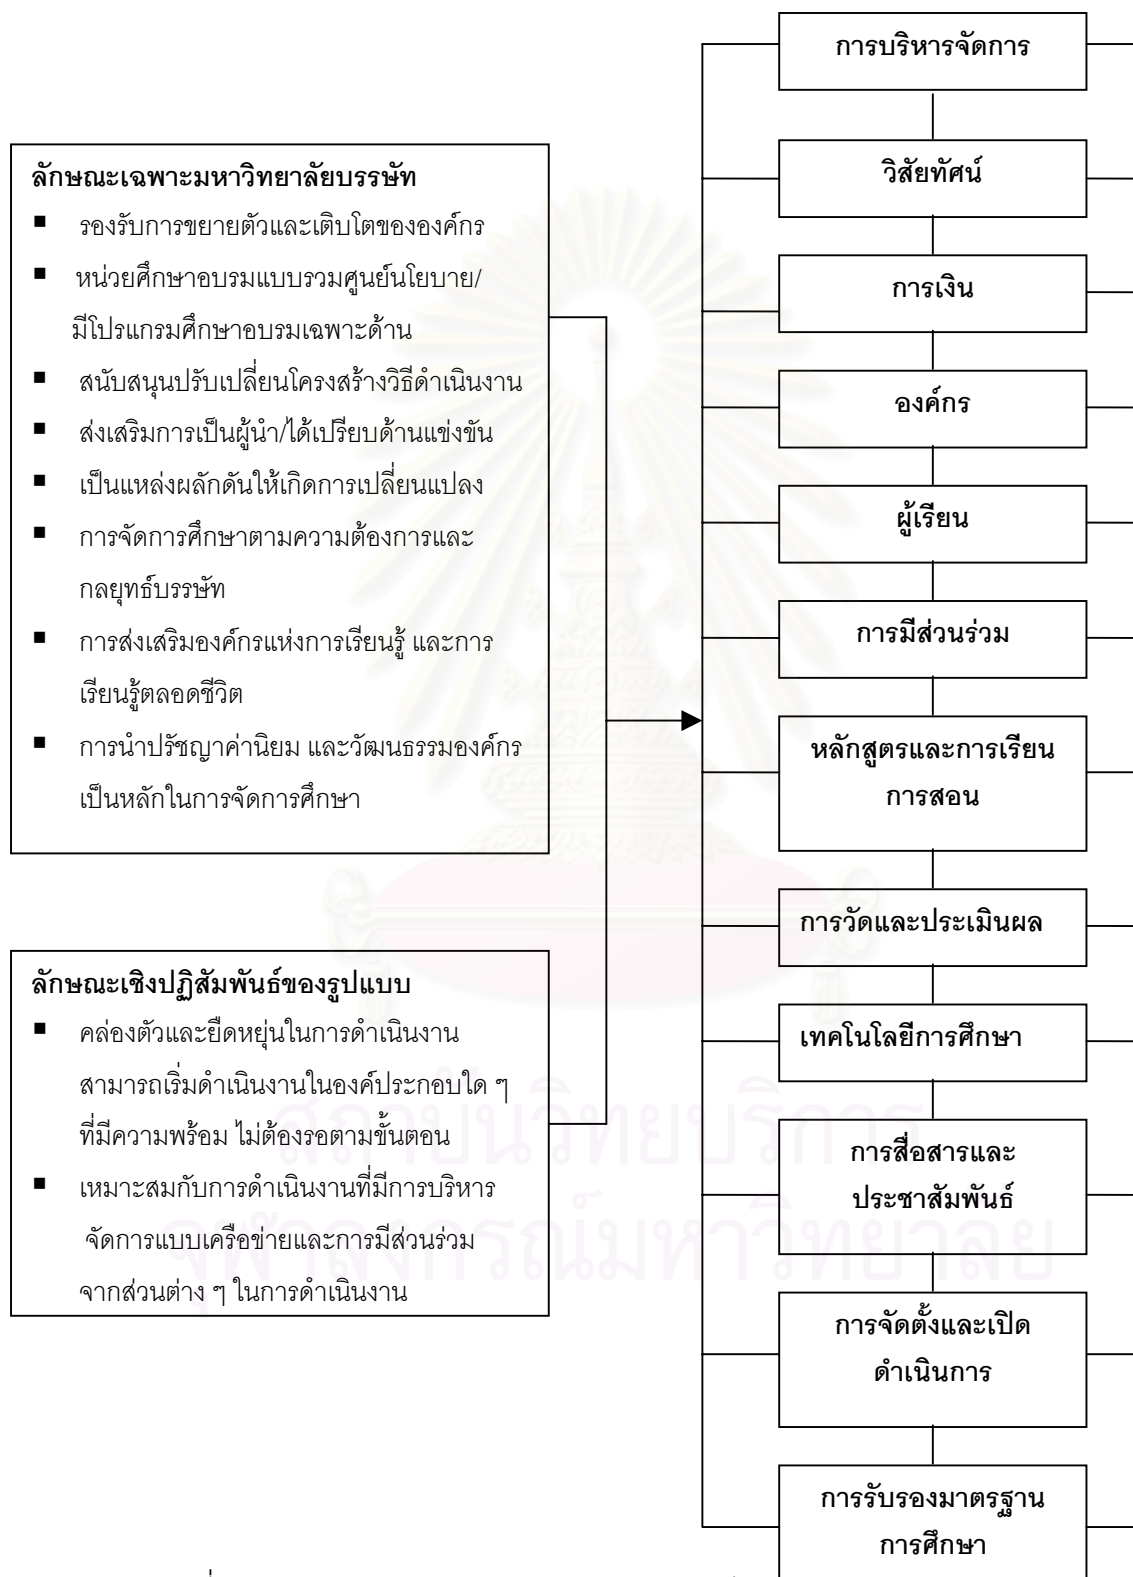 ลักษณะเฉพาะมหาวิทยาลัยบรรษัท
▪ รองรับการขยายตัวและเติบโตขององค์กร
▪ หน่วยศึกษาอบรมแบบรวมศูนย์นโยบาย/
มีโปรแกรมศึกษาอบรมเฉพาะด้าน
▪ สนับสนุนปรับเปลี่ยนโครงสร้างวิธีดำเนินงาน
▪ ส่งเสริมการเป็นผู้นำ/ได้เปรียบด้านแข่งขัน
▪ เป็นแหล่งผลักดันให้เกิดการเปลี่ยนแปลง
▪ การจัดการศึกษาตามความต้องการและ
กลยุทธ์บรรษัท
▪ การส่งเสริมองค์กรแห่งการเรียนรู้ และการ
เรียนรู้ตลอดชีวิต
▪ การนำปรัชญาค่านิยม และวัฒนธรรมองค์กร
เป็นหลักในการจัดการศึกษา
ลักษณะเชิงปฏิสัมพันธ์ของรูปแบบ
▪ คล่องตัวและยืดหยุ่นในการดำเนินงาน
สามารถเริ่มดำเนินงานในองค์ประกอบใด ๆ
ที่มีความพร้อม ไม่ต้องรอตามขั้นตอน
▪ เหมาะสมกับการดำเนินงานที่มีการบริหาร
จัดการแบบเครือข่ายและการมีส่วนร่วม
จากส่วนต่าง ๆ ในการดำเนินงาน
การบริหารจัดการ
วิสัยทัศน์
การเงิน
องค์กร
ผู้เรียน
การมีส่วนร่วม
หลักสูตรและการเรียน
การสอน
การวัดและประเมินผล
เทคโนโลยีการศึกษา
การสื่อสารและ
ประชาสัมพันธ์
การจัดตั้งและเปิด
ดำเนินการ
การรับรองมาตรฐาน
การศึกษา
สถาบันวิทยบริการ
จุฬาลงกรณ์มหาวิทยาลัย